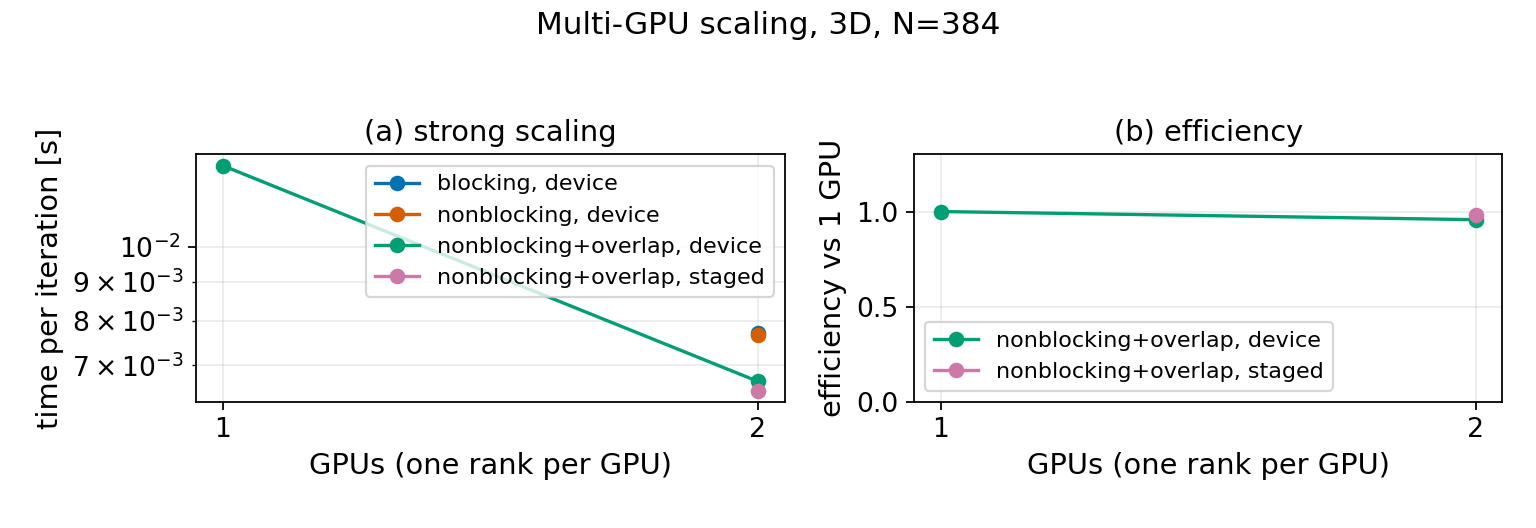 Multi-GPU scaling, 3D, N=384
(a) strong scaling
time per iteration [s]
10⁻²
9 × 10⁻³
8 × 10⁻³
7 × 10⁻³
blocking, device
nonblocking, device
nonblocking+overlap, device
nonblocking+overlap, staged
1
2
GPUs (one rank per GPU)
(b) efficiency
efficiency vs 1 GPU
1.0
0.5
0.0
nonblocking+overlap, device
nonblocking+overlap, staged
1
2
GPUs (one rank per GPU)